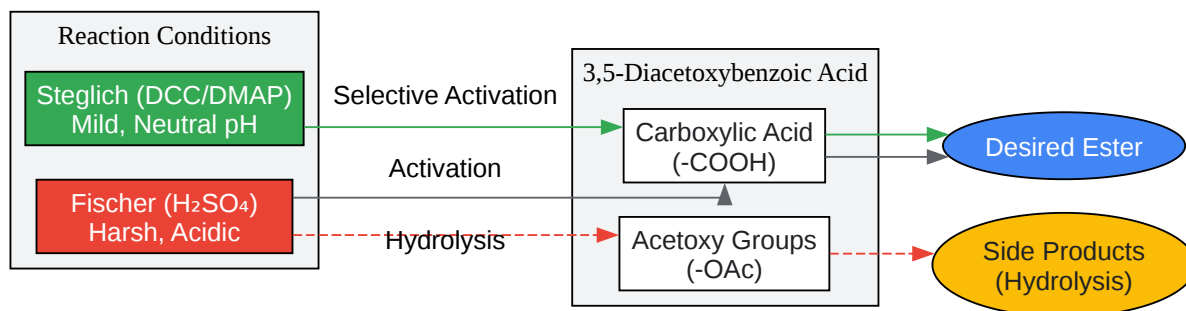 Reaction Conditions
Steglich (DCC/DMAP)
Mild, Neutral pH
Fischer (H₂SO₄)
Harsh, Acidic
Selective Activation
Activation
Hydrolysis
3,5-Diacetoxybenzoic Acid
Carboxylic Acid
(-COOH)
Acetoxy Groups
(-OAc)
Desired Ester
Side Products
(Hydrolysis)